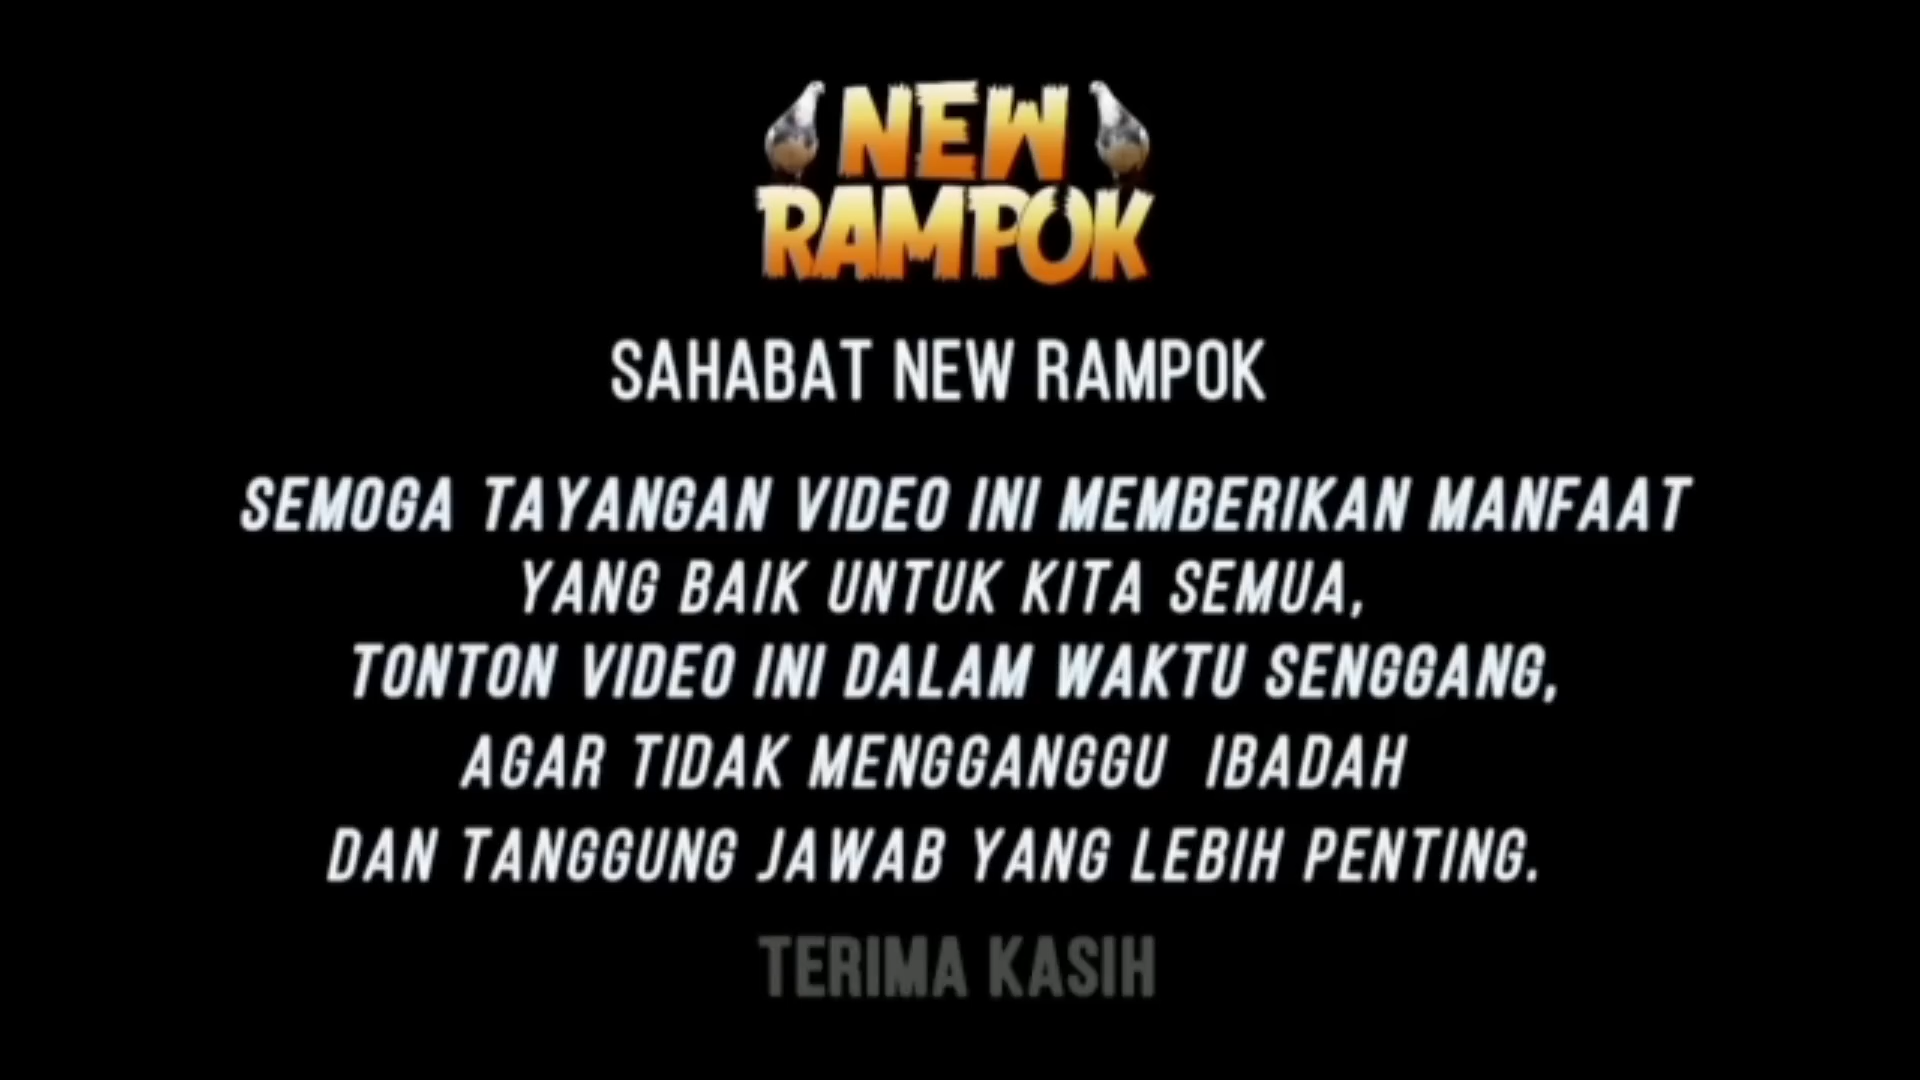 NEW
RAMPOK
SAHABAT NEW RAMPOK
SEMOGA TAYANGAN VIDEO INI MEMBERIKAN MANFAAT
YANG BAIK UNTUK KITA SEMUA,
TONTON VIDEO INI DALAM WAKTU SENGGANG,
AGAR TIDAK MENGGANGGU IBADAH
DAN TANGGUNG JAWAB YANG LEBIH PENTING.
TERIMA KASIH